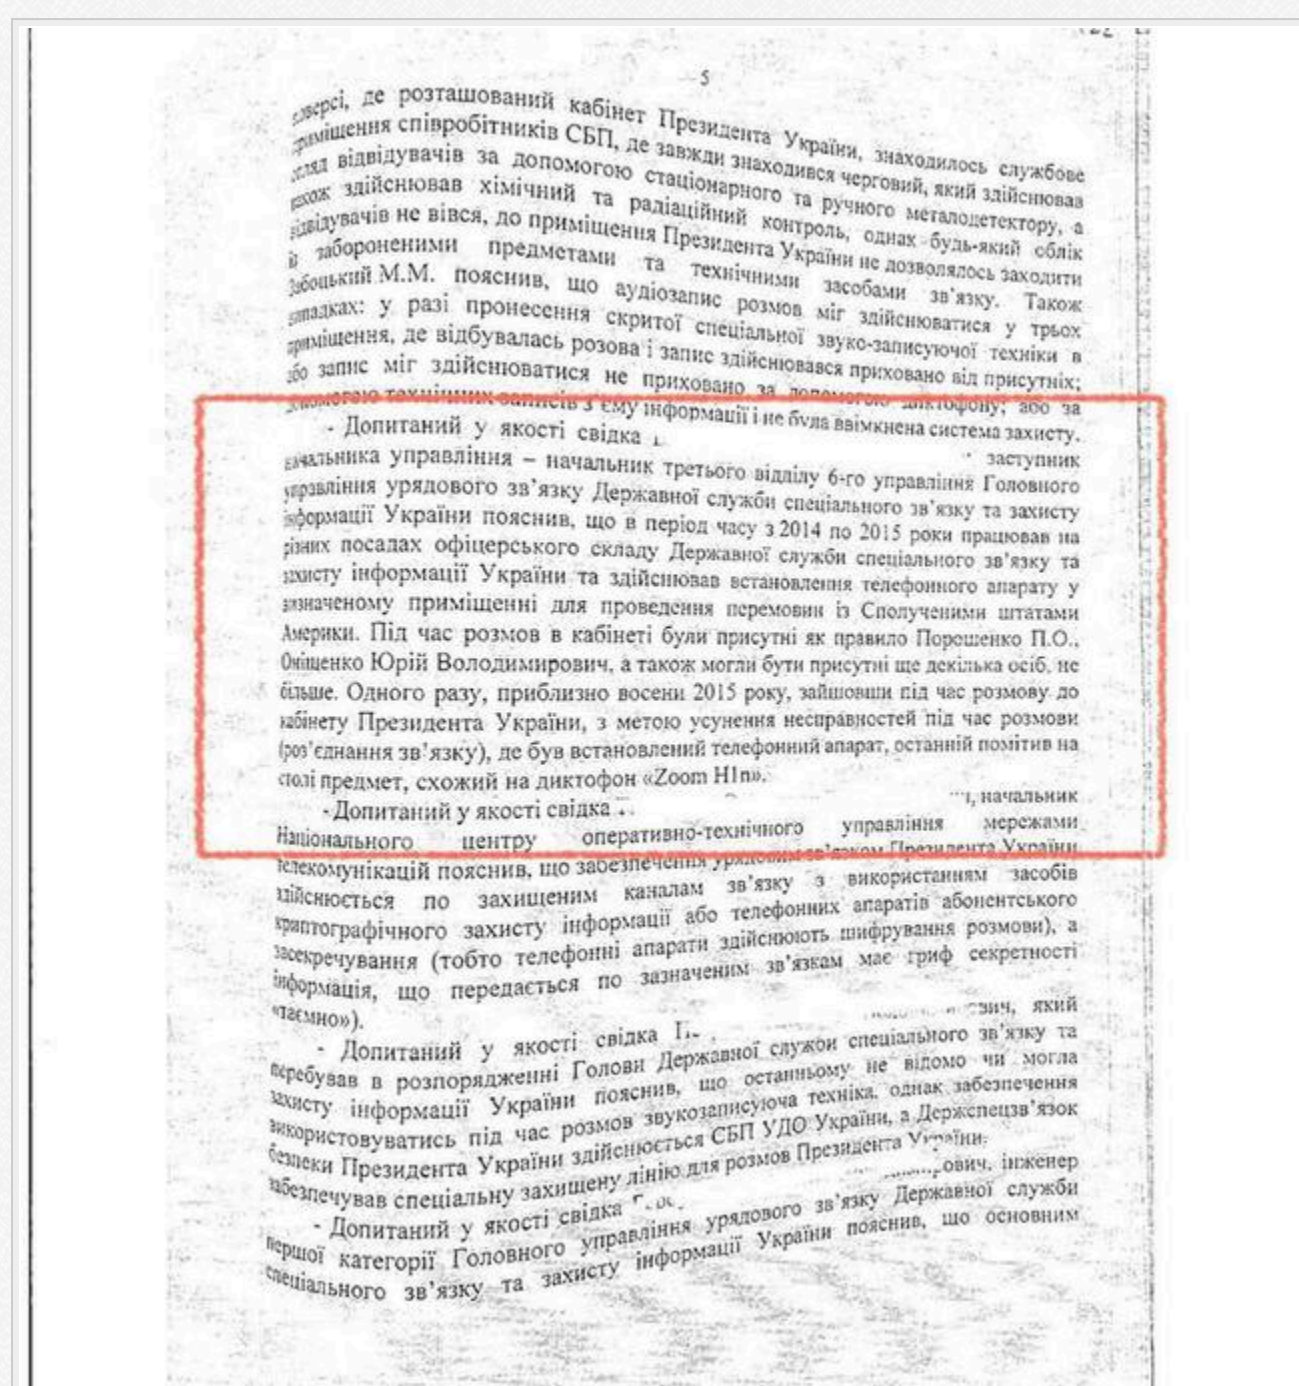 5
де розташований кабінет Президента України, знаходилось службове
приміщення співробітників СБП, де завжди знаходився черговий, який здійснював
огляд відвідувачів за допомогою стаціонарного та ручного металодетектору, а
також здійснював хімічний та радіаційний контроль, однак будь-який облік
відвідувачів не вівся, до приміщення Президента України не дозволялось заходити
із забороненими предметами та технічними засобами зв'язку. Також
М.М. пояснив, що аудіозапис розмов міг здійснюватися у трьох
випадках: у разі пронесення скритої спеціальної звуко-записуючої техніки в
приміщення, де відбувалась розова і запис здійснювався приховано від присутніх;
або запис міг здійснюватися не приховано за допомогою диктофону; або за
допомогою технічних записів з'єму інформації і не була ввімкнена система захисту.
- Допитаний у якості свідка
заступник
начальника управління – начальник третього відділу 6-го управління Головного
управління урядового зв'язку Державної служби спеціального зв'язку та захисту
інформації України пояснив, що в період часу з 2014 по 2015 роки працював на
різних посадах офіцерського складу Державної служби спеціального зв'язку та
захисту інформації України та здійснював встановлення телефонного апарату у
зазначеному приміщенні для проведення перемовин із Сполученими штатами
Америки. Під час розмов в кабінеті були присутні як правило Порошенко П.О.,
Оніщенко Юрій Володимирович, а також могли бути присутні ще декілька осіб, не
більше. Одного разу, приблизно восени 2015 року, зайшовши під час розмову до
кабінету Президента України, з метою усунення несправностей під час розмови
(роз'єднання зв'язку), де був встановлений телефонний апарат, останній помітив на
столі предмет, схожий на диктофон «Zoom H1n».
- Допитаний у якості свідка
начальник
Національного центру оперативно-технічного управління мережами
телекомунікацій пояснив, що забезпечення урядовим зв'язком Президента України
здійснюється по захищеним каналам зв'язку з використанням засобів
криптографічного захисту інформації або телефонних апаратів абонентського
засекречування (тобто телефонні апарати здійснюють шифрування розмови), а
інформація, що передається по зазначеним зв'язкам має гриф секретності
«таємно»).
- Допитаний у якості свідка
який
перебував в розпорядженні Голови Державної служби спеціального зв'язку та
захисту інформації України пояснив, що останньому не відомо чи могла
використовуватись під час розмов звукозаписуюча техніка, однак забезпечення
безпеки Президента України здійснюється СБП УДО України, а Держспецзв'язок
забезпечував спеціальну захищену лінію для розмов Президента України.
- Допитаний у якості свідка
інженер
першої категорії Головного управління урядового зв'язку Державної служби
спеціального зв'язку та захисту інформації України пояснив, що основним